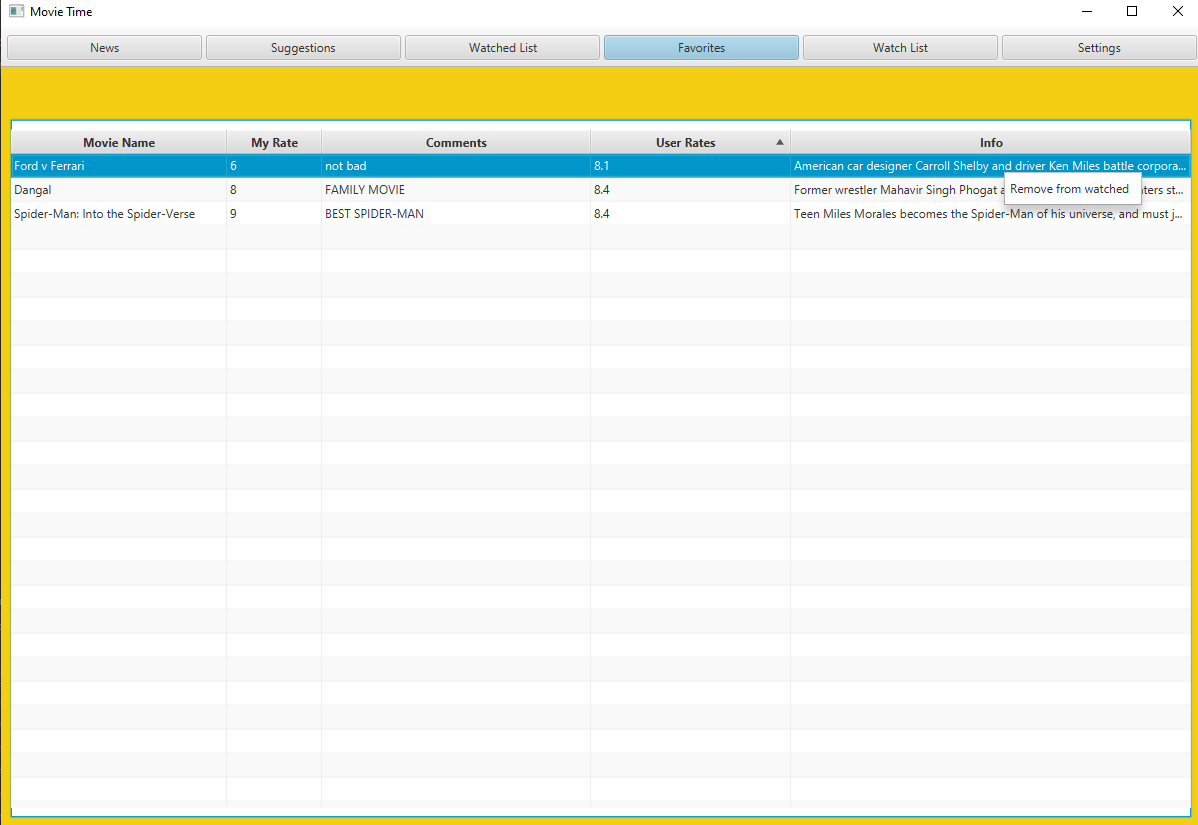 Movie Time
News Suggestions Watched List Favorites Watch List Settings
Movie Name My Rate Comments User Rates Info
Ford v Ferrari 6 not bad 8.1 American car designer Carroll Shelby and driver Ken Miles battle corpora...
Dangal 8 FAMILY MOVIE 8.4 Former wrestler Mahavir Singh Phogat st...
Remove from watched
Spider-Man: Into the Spider-Verse 9 BEST SPIDER-MAN 8.4 Teen Miles Morales becomes the Spider-Man of his universe, and must j...